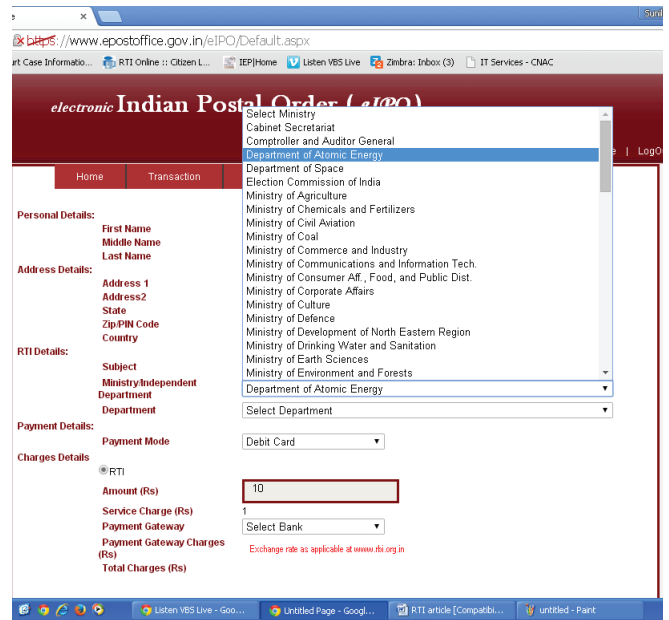 Sunil
https://www.epostoffice.gov.in/eIPO/Default.aspx
rt Case Informatio... RTI Online :: Citizen L... IEP|Home Listen VBS Live Zimbra: Inbox (3) IT Services - CNAC
electronic Indian Postal Order ( eIPO )
| LogO
Home Transaction
Select Ministry
Cabinet Secretariat
Comptroller and Auditor General
Department of Atomic Energy
Department of Space
Election Commission of India
Ministry of Agriculture
Ministry of Chemicals and Fertilizers
Ministry of Civil Aviation
Ministry of Coal
Ministry of Commerce and Industry
Ministry of Communications and Information Tech.
Ministry of Consumer Aff., Food, and Public Dist.
Ministry of Corporate Affairs
Ministry of Culture
Ministry of Defence
Ministry of Development of North Eastern Region
Ministry of Drinking Water and Sanitation
Ministry of Earth Sciences
Ministry of Environment and Forests
Personal Details:
First Name
Middle Name
Last Name
Address Details:
Address 1
Address2
State
Zip/PIN Code
Country
RTI Details:
Subject
Ministry/Independent
Department
Department of Atomic Energy
Department Select Department
Payment Details:
Payment Mode Debit Card
Charges Details
RTI
Amount (Rs) 10
Service Charge (Rs) 1
Payment Gateway Select Bank
Payment Gateway Charges
(Rs)
Exchange rate as applicable at www.rbi.org.in
Total Charges (Rs)
Listen VBS Live - Goo... Untitled Page - Googl... RTI article [Compatibi... untitled - Paint